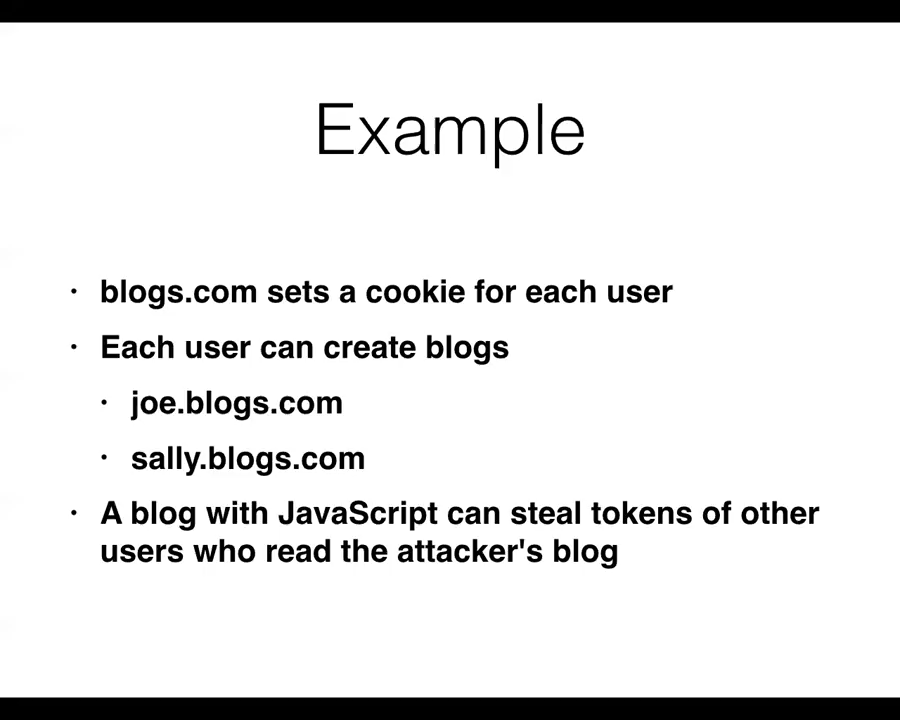 Example
• blogs.com sets a cookie for each user
• Each user can create blogs
• joe.blogs.com
• sally.blogs.com
• A blog with JavaScript can steal tokens of other
users who read the attacker's blog